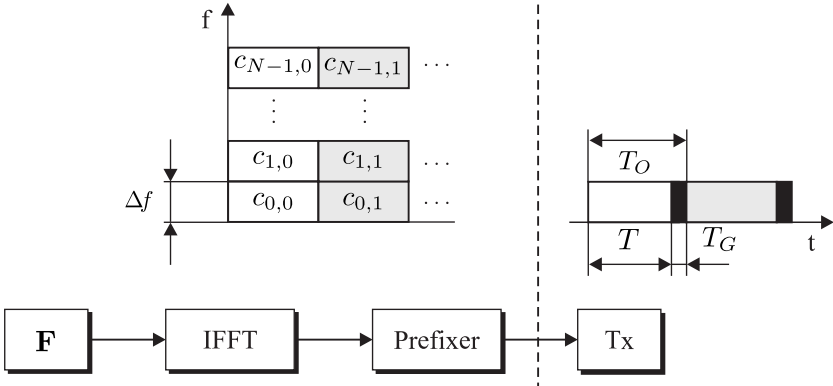 f
c_{N-1,0} c_{N-1,1} ···
⋮ ⋮
c_{1,0} c_{1,1} ···
Δf c_{0,0} c_{0,1} ···
T_O
T T_G t
F IFFT Prefixer Tx